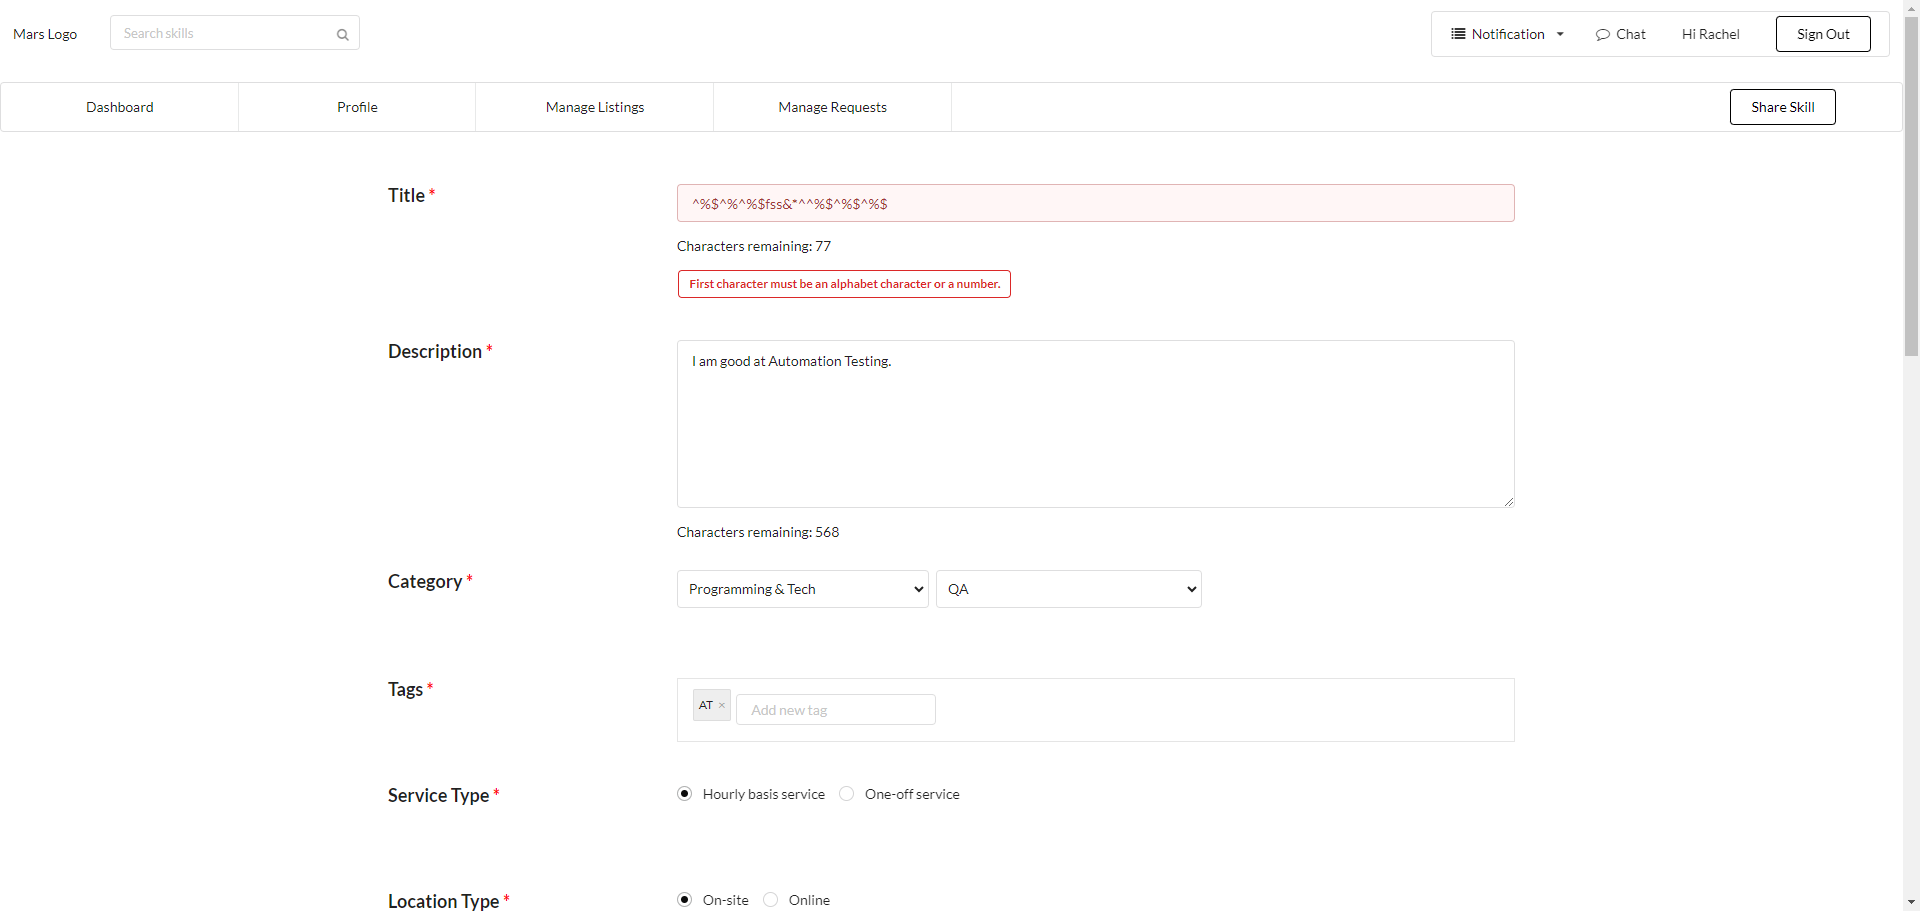 Mars Logo
Search skills
Notification
Chat
Hi Rachel
Sign Out
Dashboard
Profile
Manage Listings
Manage Requests
Share Skill
Title *
^%$^%^%$fss&*^^%$^%$^%$
Characters remaining: 77
First character must be an alphabet character or a number.
Description *
I am good at Automation Testing.
Characters remaining: 568
Category *
Programming & Tech
QA
Tags *
AT ×
Add new tag
Service Type *
Hourly basis service
One-off service
Location Type *
On-site
Online